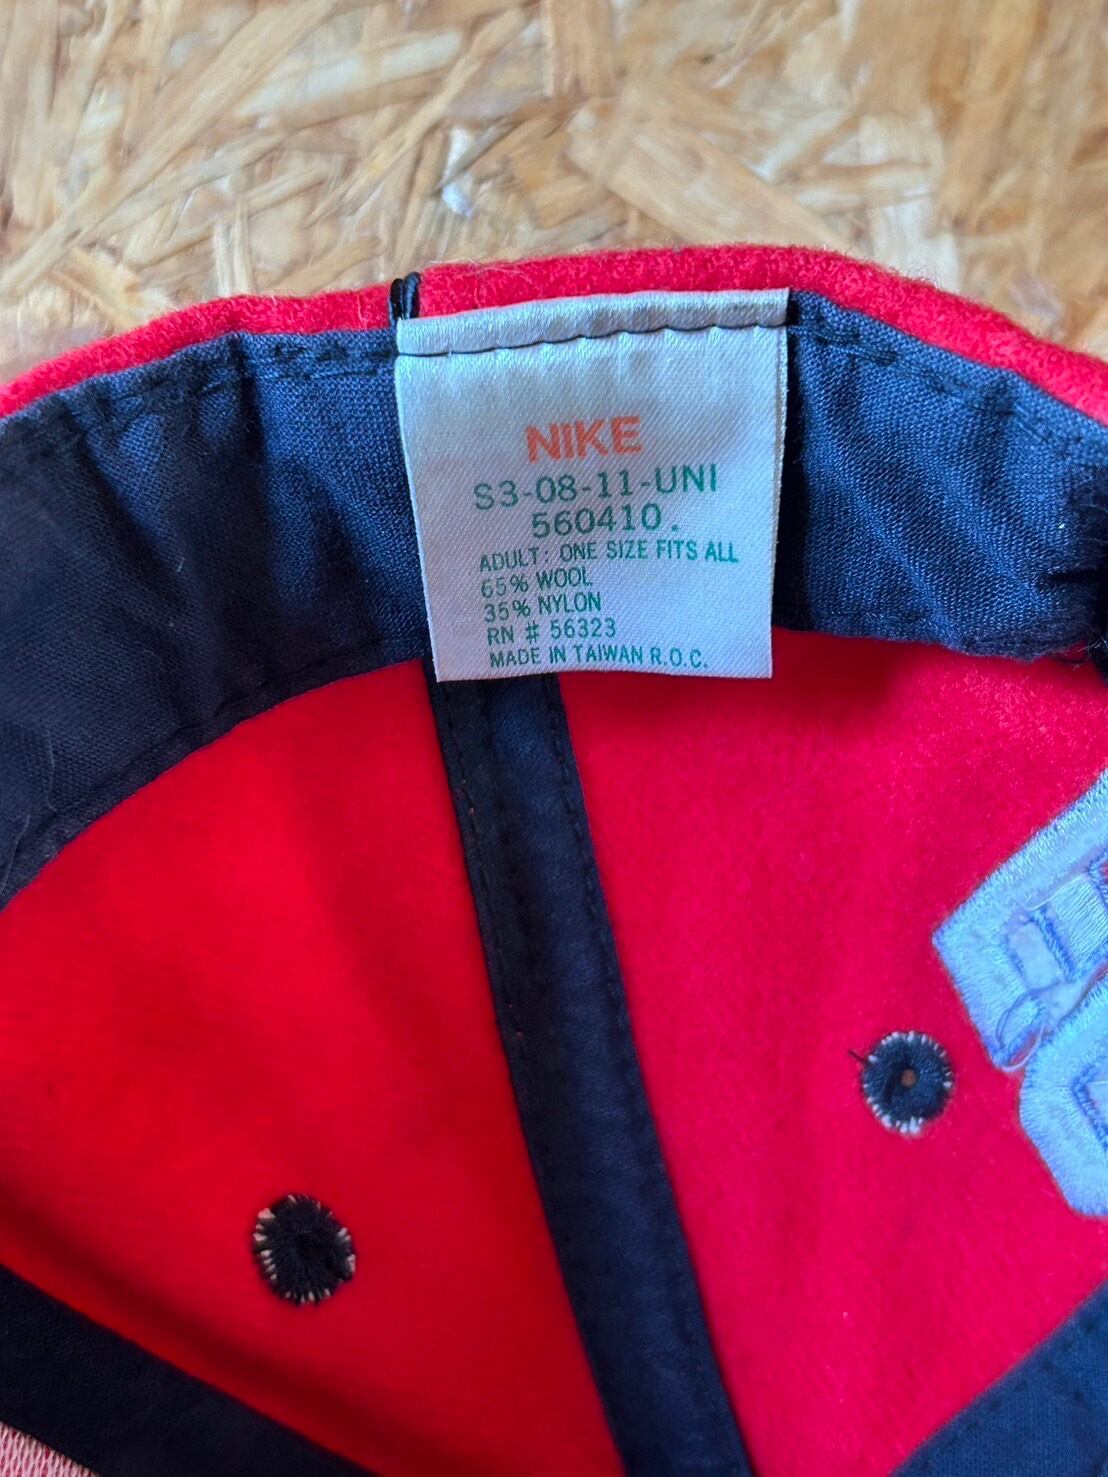 NIKE
S3-08-11-UNI
560410.
ADULT: ONE SIZE FITS ALL
65% WOOL
35% NYLON
RN # 56323
MADE IN TAIWAN R.O.C.